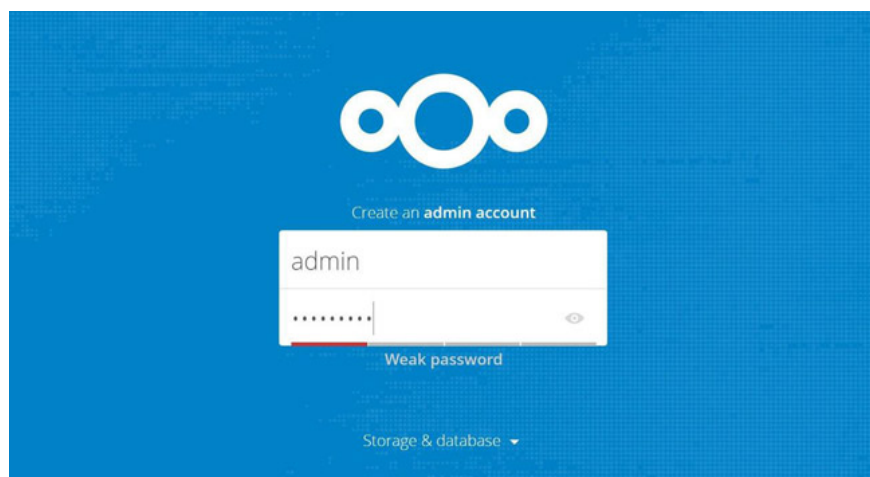 Create an admin account
admin
•••••••••
Weak password
Storage & database